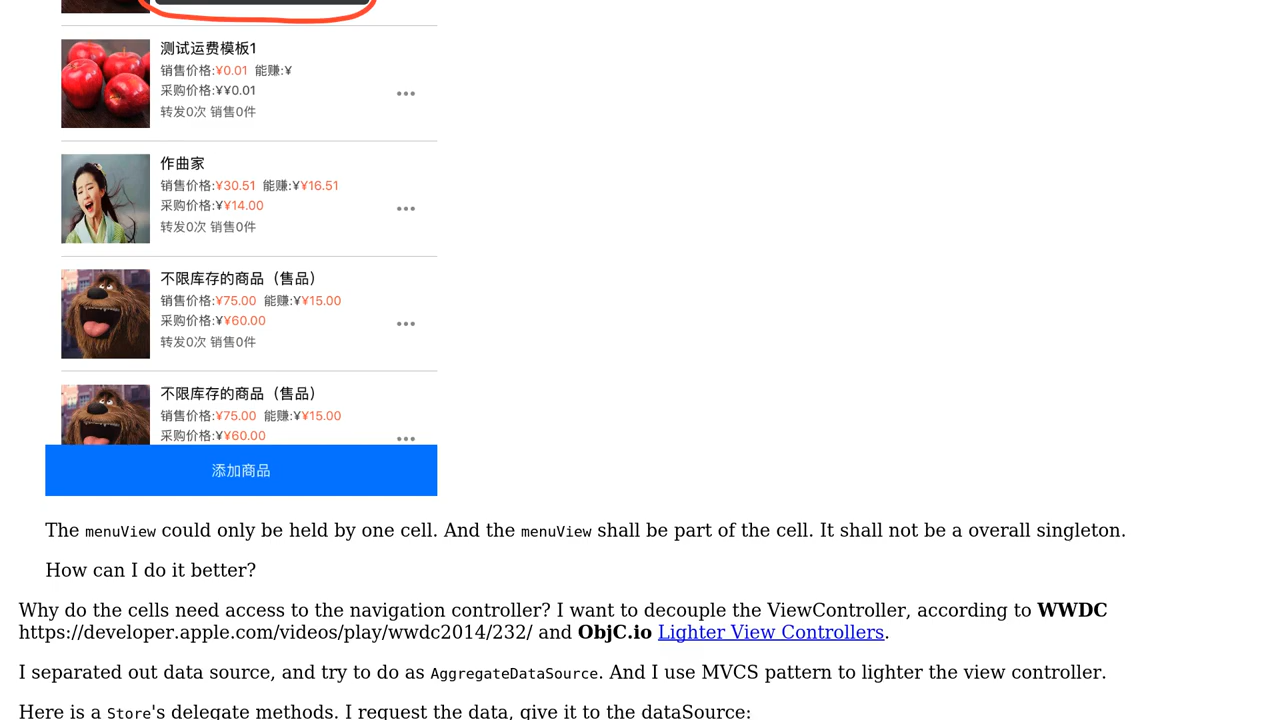 测试运费模板1
销售价格:¥0.01 能赚:¥
采购价格:¥¥0.01
转发0次 销售0件
作曲家
销售价格:¥30.51 能赚:¥¥16.51
采购价格:¥¥14.00
转发0次 销售0件
不限库存的商品（售品）
销售价格:¥75.00 能赚:¥¥15.00
采购价格:¥¥60.00
转发0次 销售0件
不限库存的商品（售品）
销售价格:¥75.00 能赚:¥¥15.00
采购价格:¥¥60.00
添加商品
The menuView could only be held by one cell. And the menuView shall be part of the cell. It shall not be a overall singleton.
How can I do it better?
Why do the cells need access to the navigation controller? I want to decouple the ViewController, according to WWDC
https://developer.apple.com/videos/play/wwdc2014/232/ and ObjC.io Lighter View Controllers.
I separated out data source, and try to do as AggregateDataSource. And I use MVCS pattern to lighter the view controller.
Here is a Store's delegate methods. I request the data, give it to the dataSource: